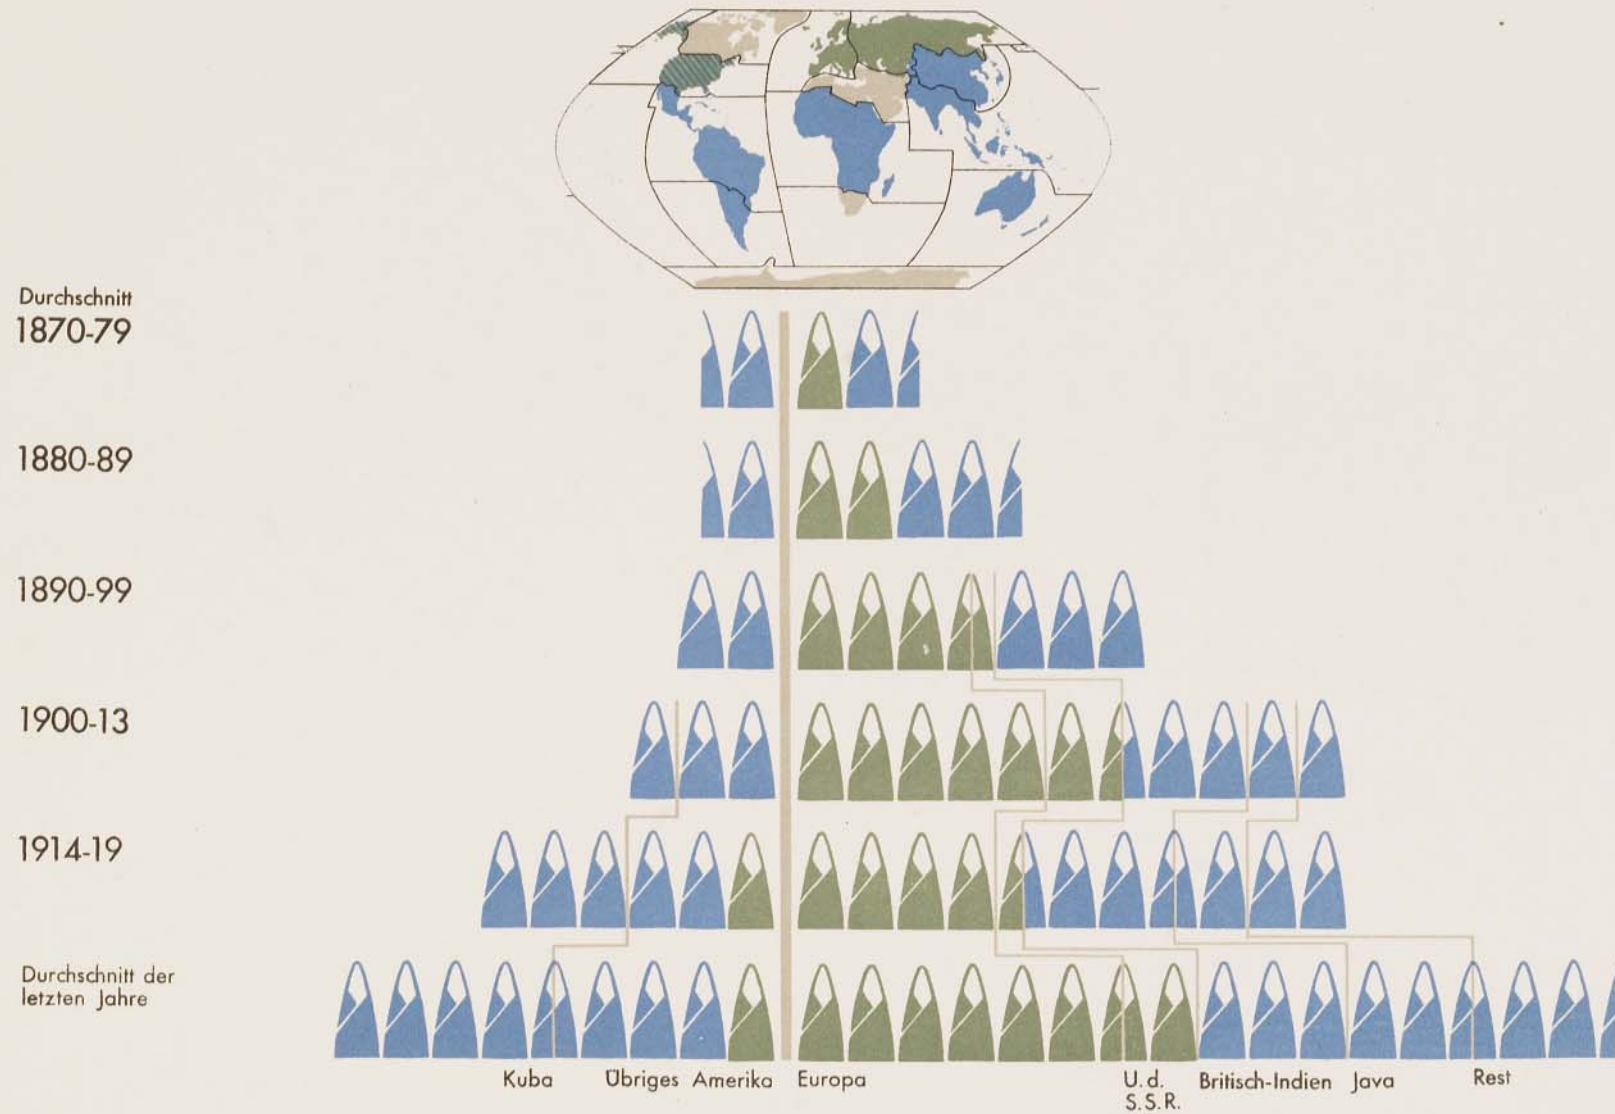 Durchschnitt
1870-79
1880-89
1890-99
1900-13
1914-19
Durchschnitt der
letzten Jahre
Kuba
Übriges Amerika
Europa
U. d.
S.S.R.
Britisch-Indien
Java
Rest